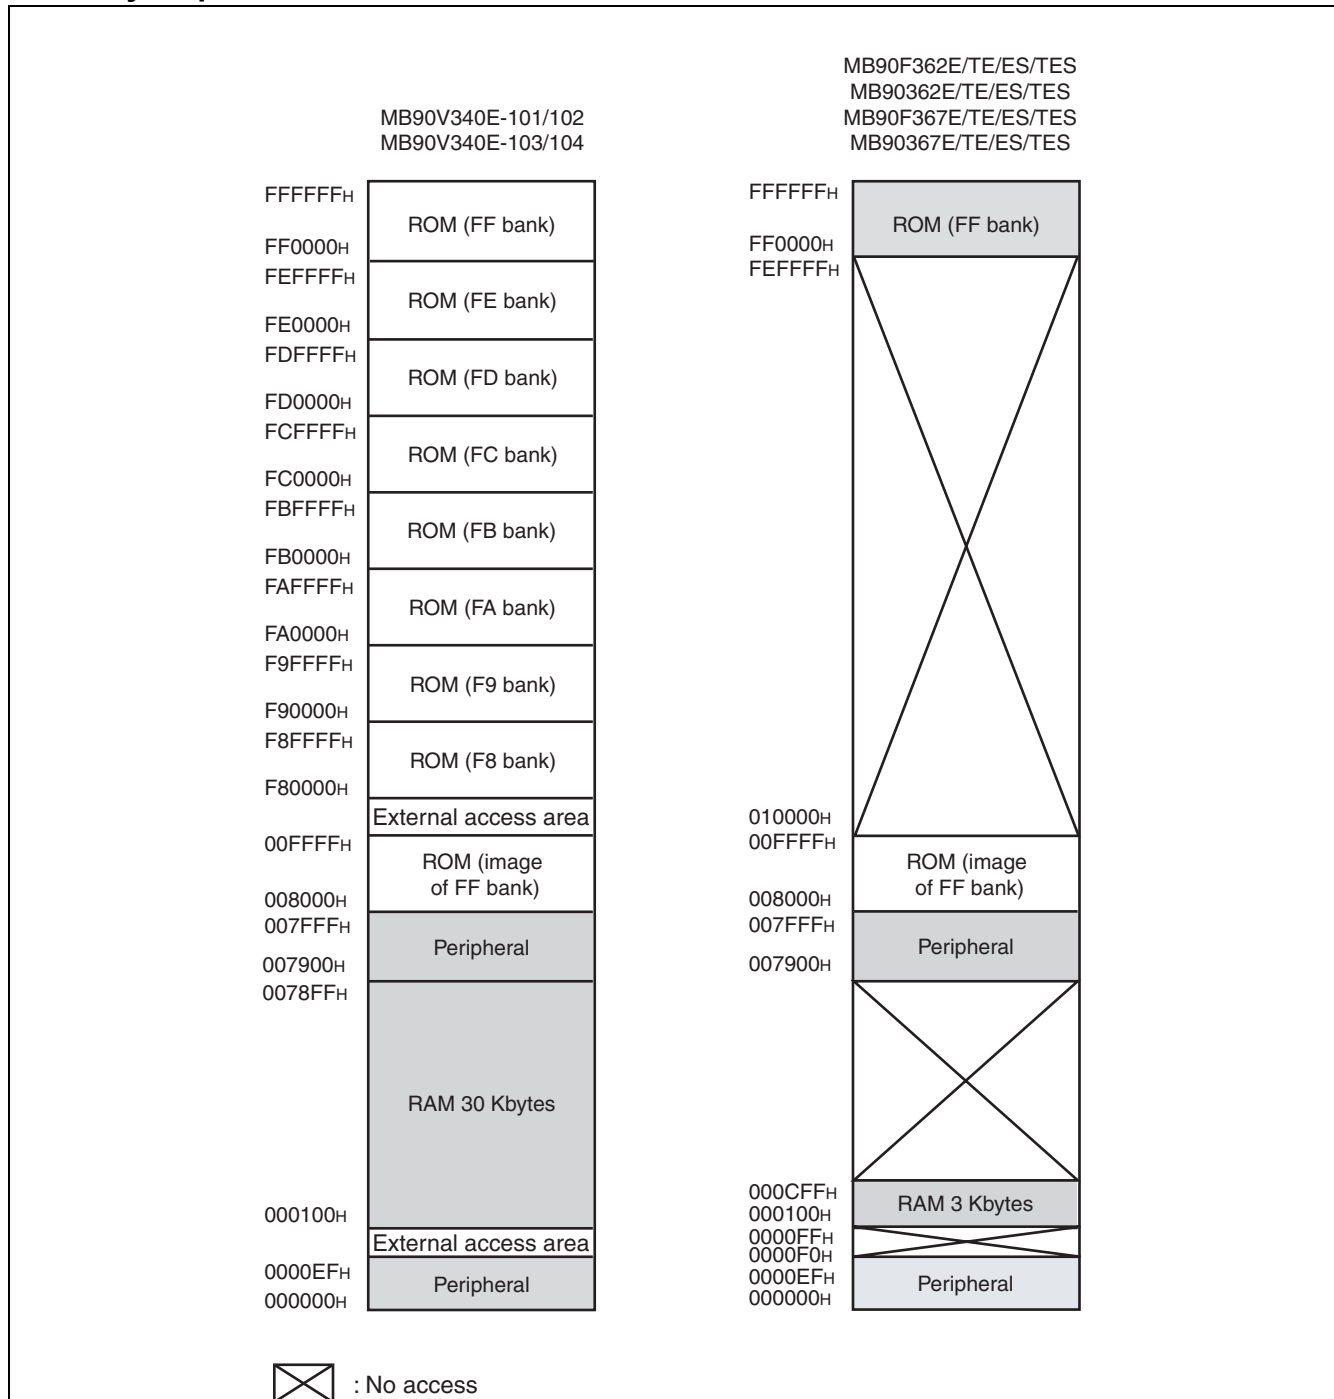 MB90V340E-101/102
MB90V340E-103/104
FFFFFFH
ROM (FF bank)
FF0000H
FEFFFFH
ROM (FE bank)
FE0000H
FDFFFFH
ROM (FD bank)
FD0000H
FCFFFFH
ROM (FC bank)
FC0000H
FBFFFFH
ROM (FB bank)
FB0000H
FAFFFFH
ROM (FA bank)
FA0000H
F9FFFFH
ROM (F9 bank)
F90000H
F8FFFFH
ROM (F8 bank)
F80000H
External access area
00FFFFH
ROM (image
of FF bank)
008000H
007FFFH
Peripheral
007900H
0078FFH
RAM 30 Kbytes
000100H
External access area
0000EFH
Peripheral
000000H
MB90F362E/TE/ES/TES
MB90362E/TE/ES/TES
MB90F367E/TE/ES/TES
MB90367E/TE/ES/TES
FFFFFFH
ROM (FF bank)
FF0000H
FEFFFFH
010000H
00FFFFH
ROM (image
of FF bank)
008000H
007FFFH
Peripheral
007900H
000CFFH
RAM 3 Kbytes
000100H
0000FFH
0000F0H
0000EFH
Peripheral
000000H
: No access